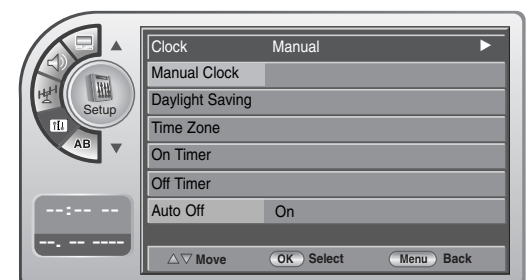 Setup
AB
--:-- --
--. -- ----
Clock Manual ▶
Manual Clock
Daylight Saving
Time Zone
On Timer
Off Timer
Auto Off On
△▽ Move OK Select Menu Back